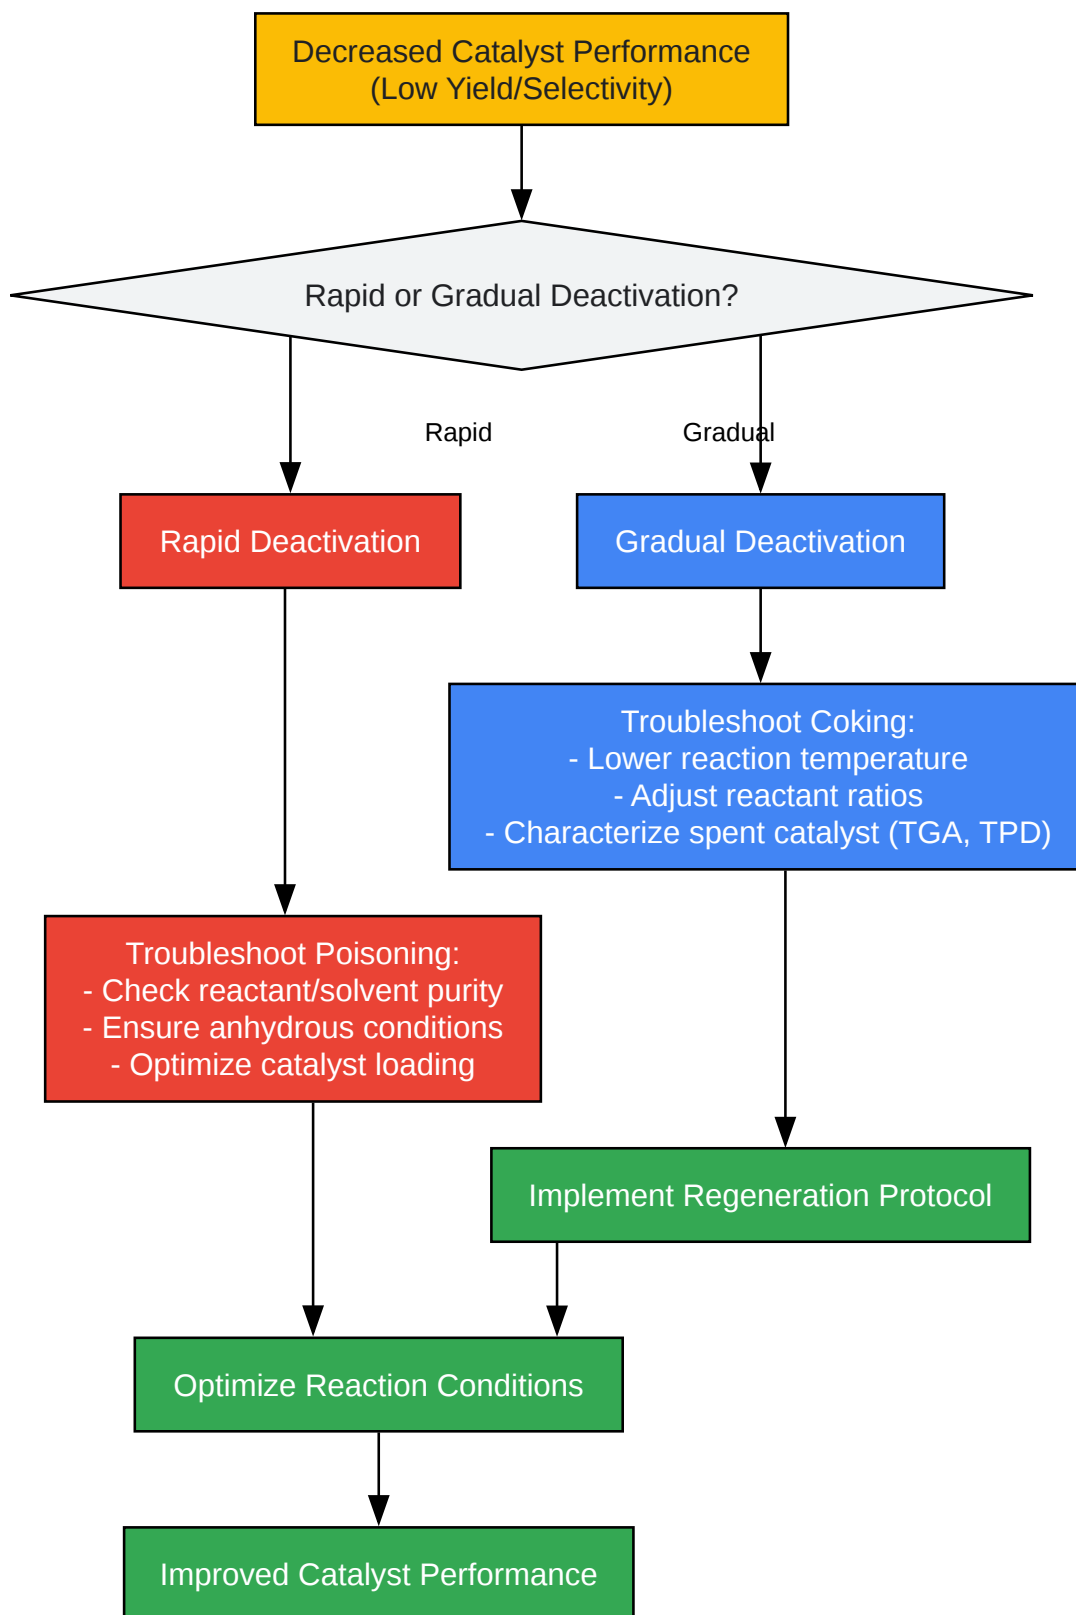 Decreased Catalyst Performance
(Low Yield/Selectivity)
Rapid or Gradual Deactivation?
Rapid
Gradual
Rapid Deactivation
Gradual Deactivation
Troubleshoot Coking:
- Lower reaction temperature
- Adjust reactant ratios
- Characterize spent catalyst (TGA, TPD)
Troubleshoot Poisoning:
- Check reactant/solvent purity
- Ensure anhydrous conditions
- Optimize catalyst loading
Implement Regeneration Protocol
Optimize Reaction Conditions
Improved Catalyst Performance